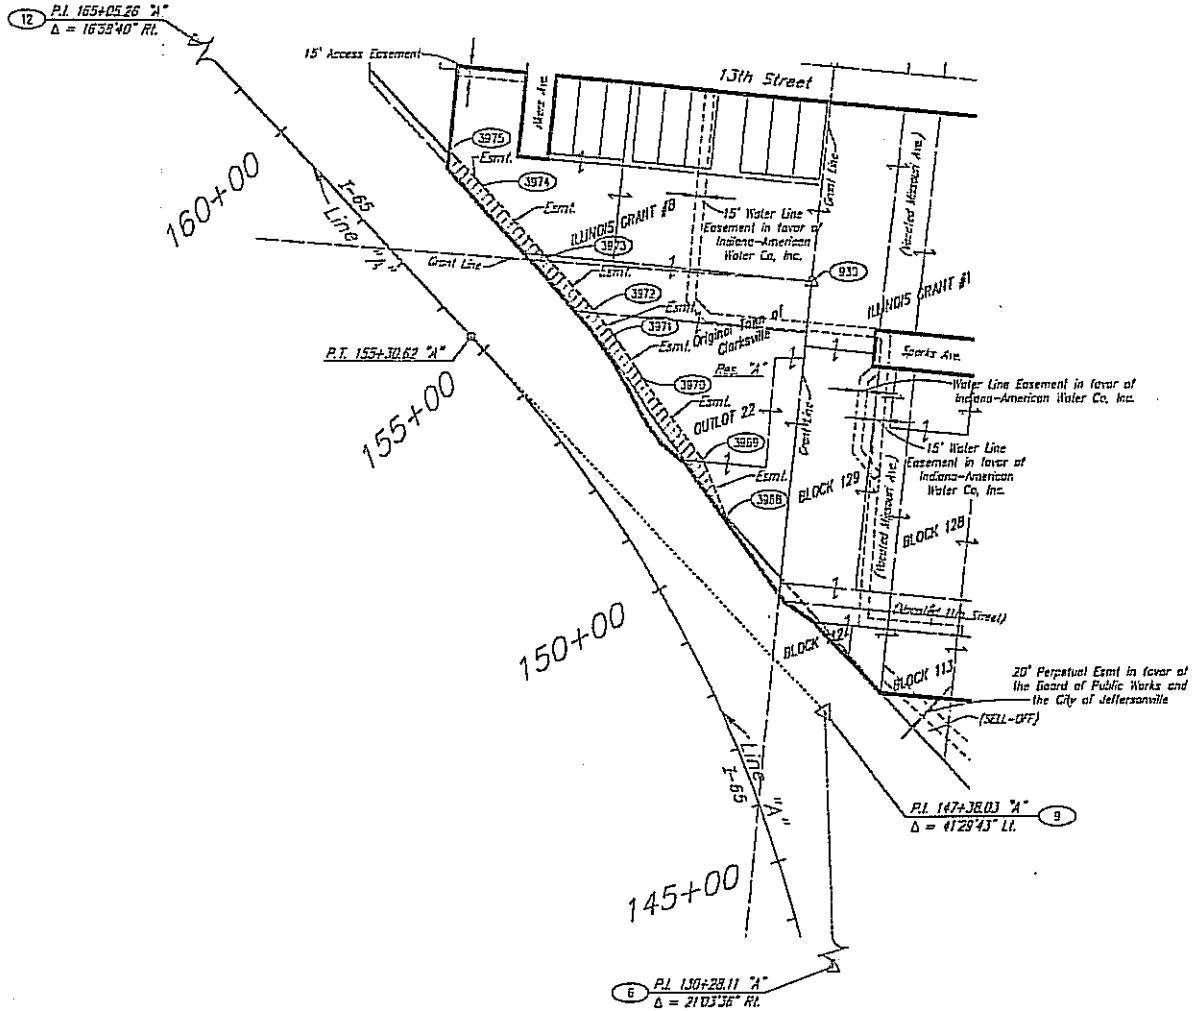 12
P.I. 165+05.26 "A"
Δ = 16°38'40" Rt.
15' Access Easement
13th Street
Akers Ave
Grant Line
(Vacated Missouri Ave.)
3975
Esmt.
3974
Esmt.
160+00
I-65
Line "A"
ILLINOIS GRANT #8
15' Water Line
Easement in favor of
Indiana-American
Water Co, Inc.
3973
Esmt.
Grant Line
930
ILLINOIS GRANT #1
3972
Esmt.
3971
Esmt.
Original Town of
Clarksville
P.T. 155+30.62 "A"
Sparks Ave
Res. "A"
3970
Esmt.
Water Line Easement in favor of
Indiana-American Water Co, Inc.
155+00
OUTLOT 22
Grant Line
3969
Esmt.
15' Water Line
Easement in favor of
Indiana-American
Water Co, Inc.
BLOCK 129
3968
(Vacated Missouri Ave.)
BLOCK 128
(Vacated 11th Street)
150+00
BLOCK 112
BLOCK 113
20' Perpetual Esmt in favor of
the Board of Public Works and
the City of Jeffersonville
(SELL-OFF)
Line "A"
I-65
P.I. 147+38.03 "A"
Δ = 41°29'43" Lt.
9
145+00
6
P.I. 130+28.11 "A"
Δ = 21°03'36" Rt.